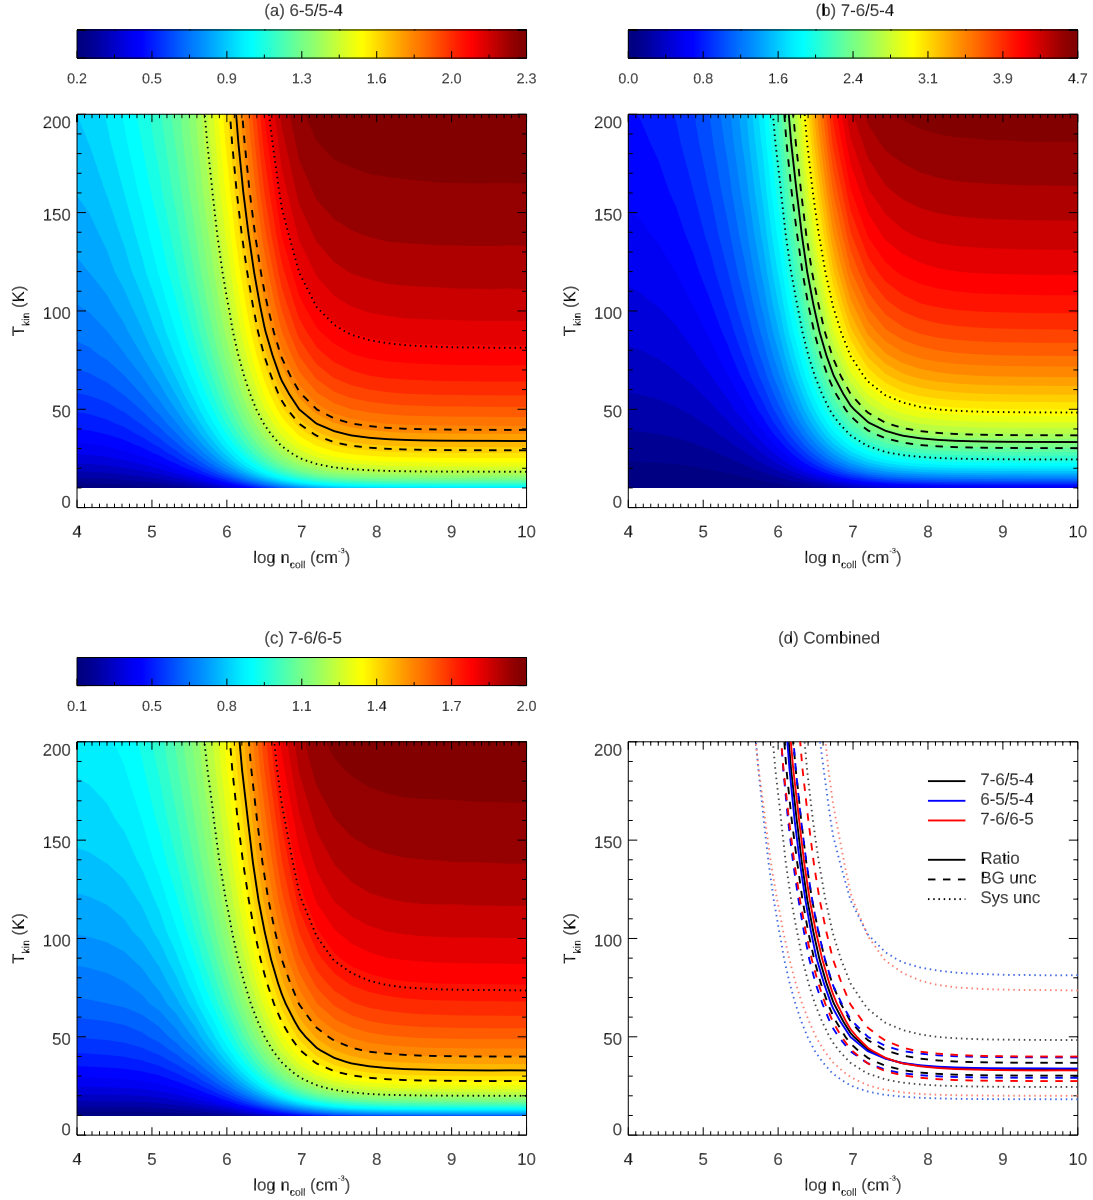 (a) 6-5/5-4
0.2 0.5 0.9 1.3 1.6 2.0 2.3
200
150
100
50
0
T_kin (K)
4 5 6 7 8 9 10
log n_coll (cm^-3)
(b) 7-6/5-4
0.0 0.8 1.6 2.4 3.1 3.9 4.7
200
150
100
50
0
T_kin (K)
4 5 6 7 8 9 10
log n_coll (cm^-3)
(c) 7-6/6-5
0.1 0.5 0.8 1.1 1.4 1.7 2.0
200
150
100
50
0
T_kin (K)
4 5 6 7 8 9 10
log n_coll (cm^-3)
(d) Combined
200
150
100
50
0
T_kin (K)
7-6/5-4
6-5/5-4
7-6/6-5
Ratio
BG unc
Sys unc
4 5 6 7 8 9 10
log n_coll (cm^-3)